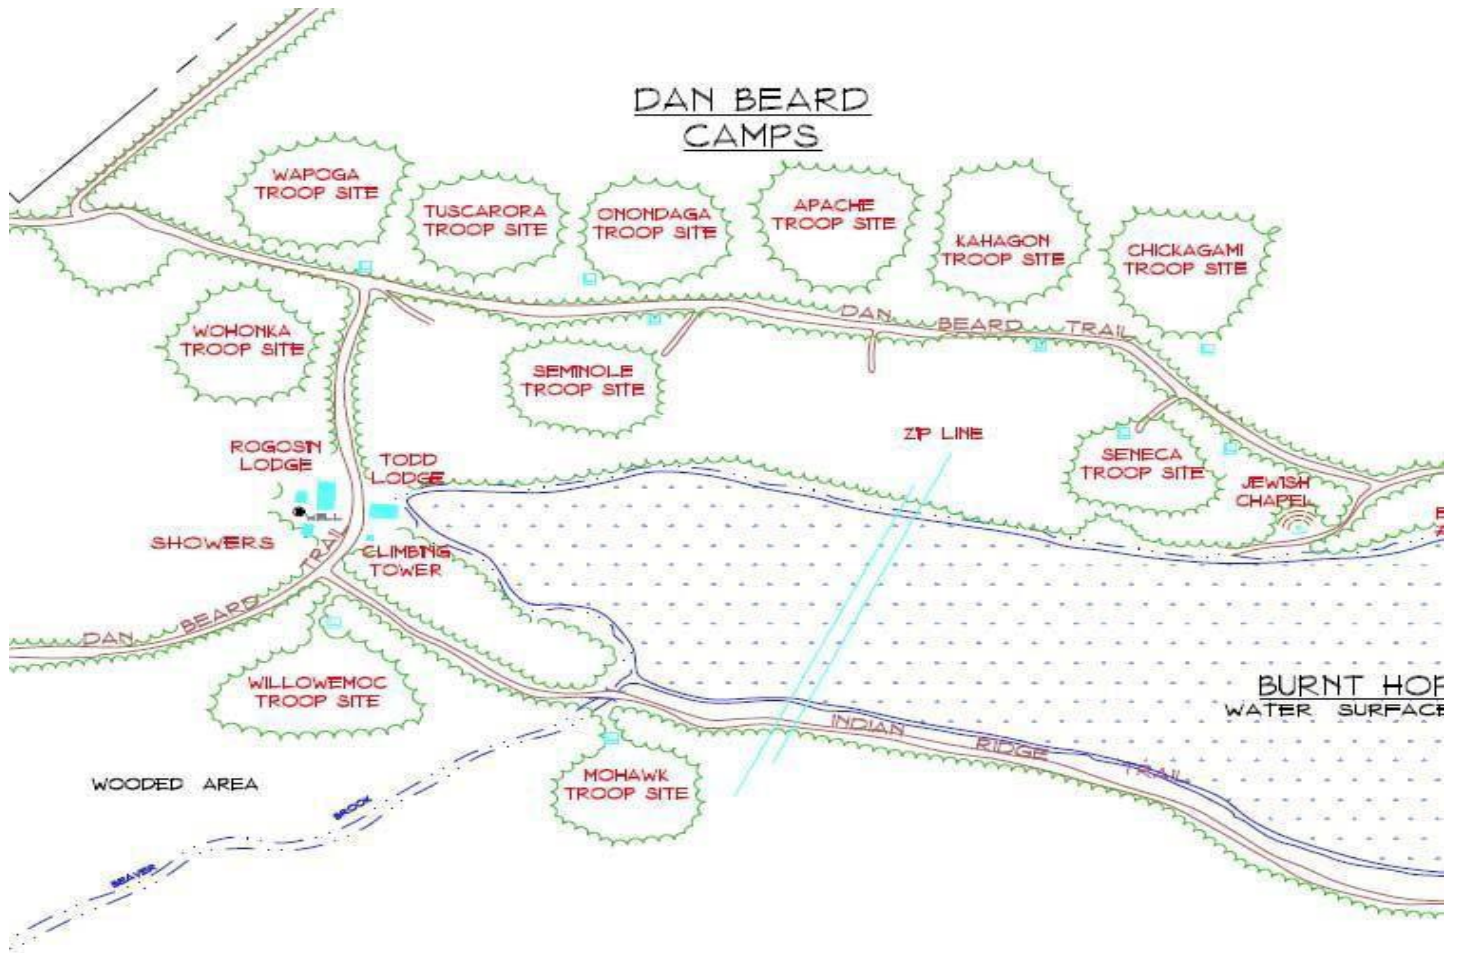 DAN BEARD
CAMPS
WAPOGA
TROOP SITE
TUSCARORA
TROOP SITE
ONONDAGA
TROOP SITE
APACHE
TROOP SITE
KAHAGON
TROOP SITE
CHICKAGAMI
TROOP SITE
WOHONKA
TROOP SITE
DAN BEARD TRAIL
SEMINOLE
TROOP SITE
ZIP LINE
SENECA
TROOP SITE
JEWISH
CHAPEL
ROGOSIN
LODGE
TODD
LODGE
WELL
SHOWERS
CLIMBING
TOWER
DAN BEARD TRAIL
WILLOWEMOC
TROOP SITE
BURNT
WATER SURFACE
INDIAN RIDGE TRAIL
MOHAWK
TROOP SITE
WOODED AREA
BEAVER BROOK